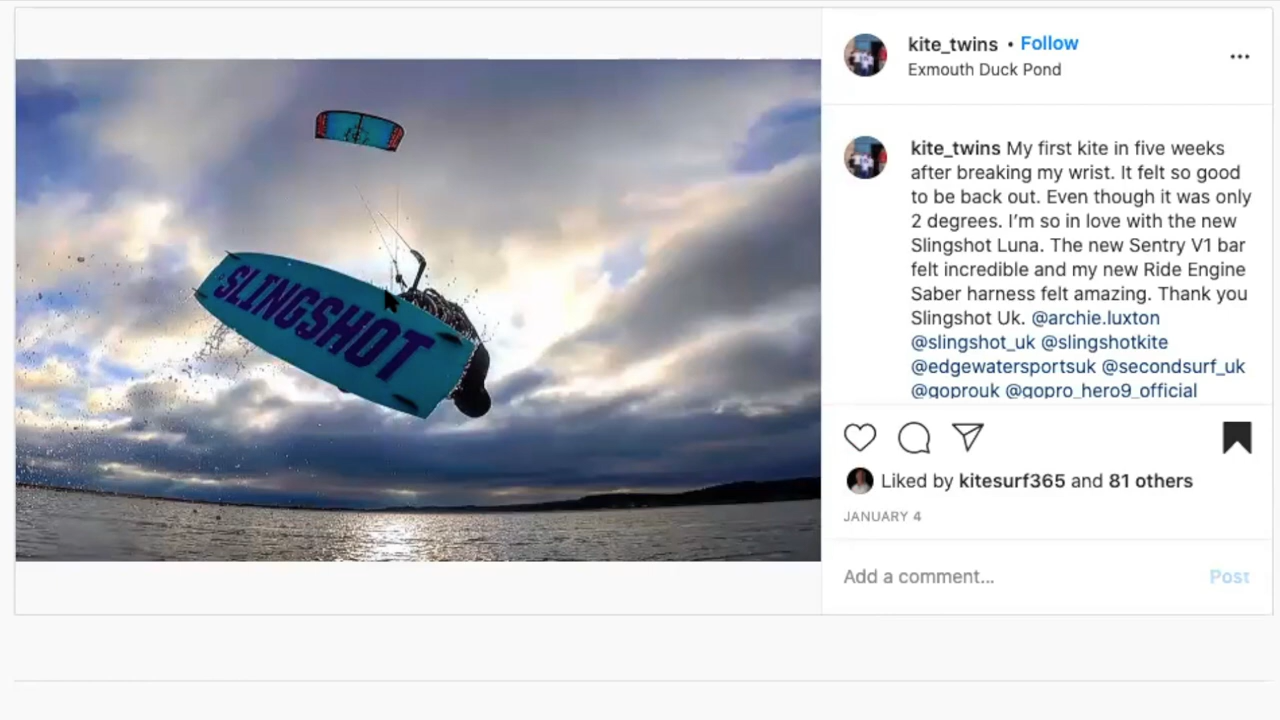 SLINGSHOT
kite_twins • Follow
Exmouth Duck Pond
kite_twins My first kite in five weeks
after breaking my wrist. It felt so good
to be back out. Even though it was only
2 degrees. I’m so in love with the new
Slingshot Luna. The new Sentry V1 bar
felt incredible and my new Ride Engine
Saber harness felt amazing. Thank you
Slingshot Uk. @archie.luxton
@slingshot_uk @slingshotkite
@edgewatersportsuk @secondsurf_uk
@goprouk @gopro_hero9_official
Liked by kitesurf365 and 81 others
JANUARY 4
Add a comment...
Post